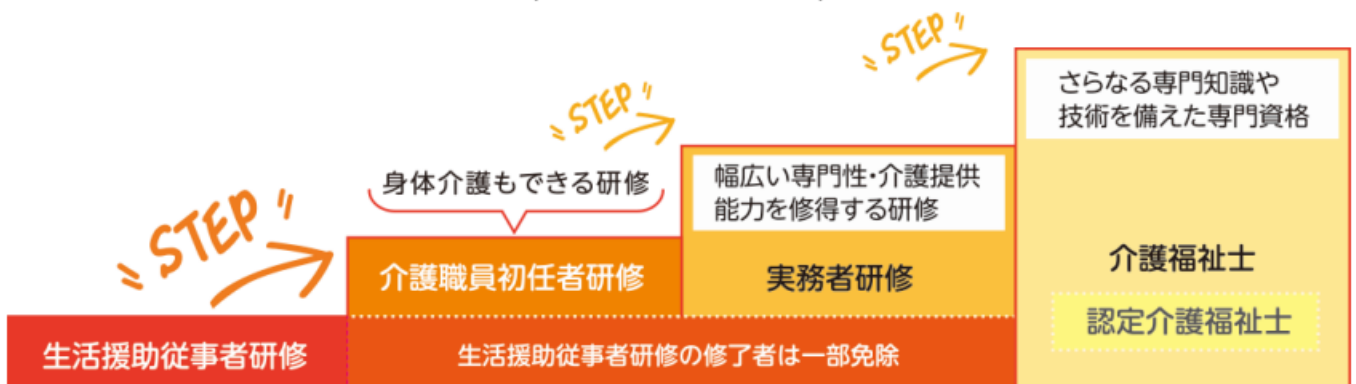 STEP
生活援助従事者研修
STEP
身体介護もできる研修
介護職員初任者研修
生活援助従事者研修の修了者は一部免除
STEP
幅広い専門性・介護提供
能力を修得する研修
実務者研修
さらなる専門知識や
技術を備えた専門資格
介護福祉士
認定介護福祉士